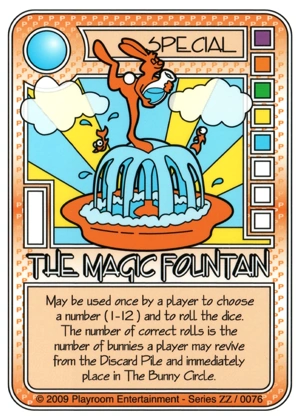 SPECIAL
THE MAGIC FOUNTAIN
May be used once by a player to choose
a number (1-12) and to roll the dice.
The number of correct rolls is the
number of bunnies a player may revive
from the Discard Pile and immediately
place in The Bunny Circle.
© 2009 Playroom Entertainment - Series ZZ / 0076